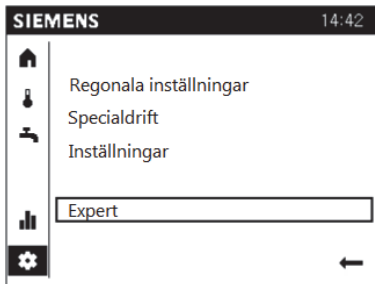 SIEMENS 14:42
Regonala inställningar
Specialdrift
Inställningar
Expert